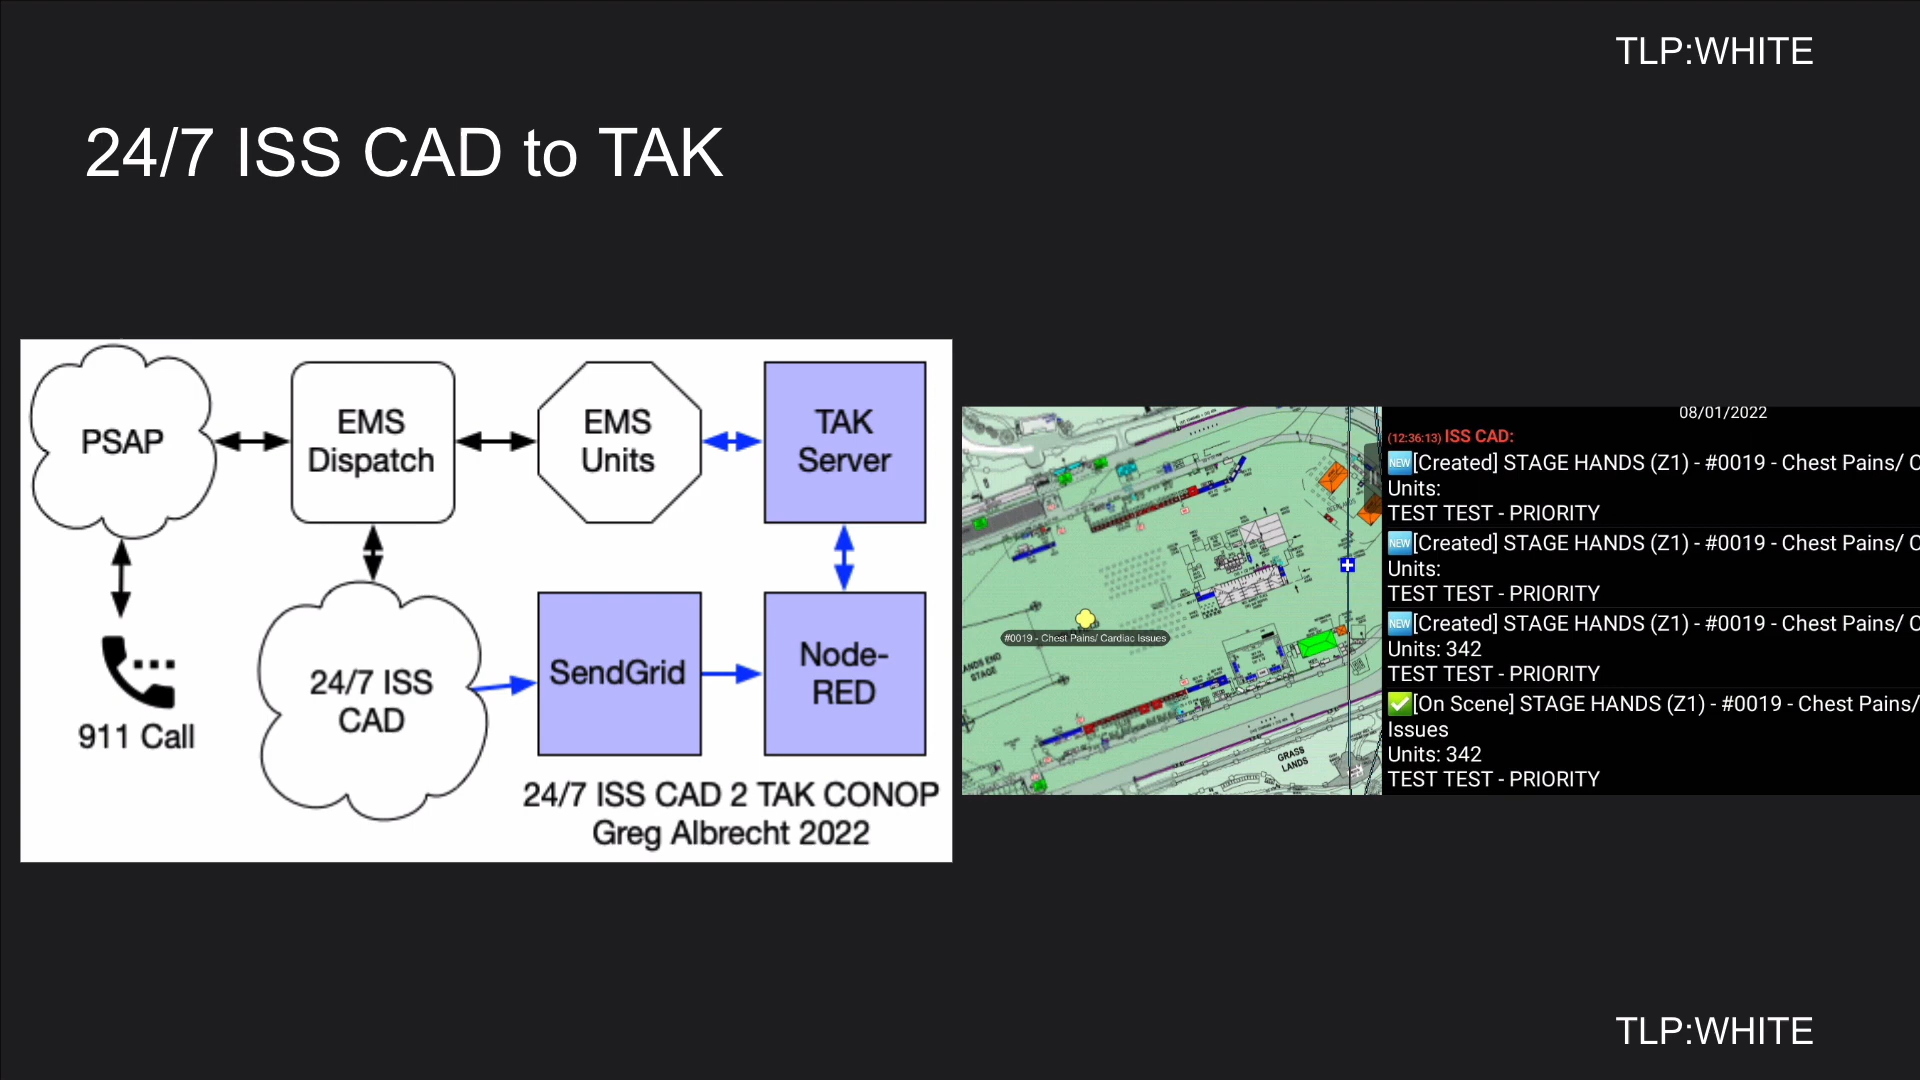 TLP:WHITE
24/7 ISS CAD to TAK
PSAP
EMS
Dispatch
EMS
Units
TAK
Server
911 Call
24/7 ISS
CAD
SendGrid
Node-
RED
24/7 ISS CAD 2 TAK CONOP
Greg Albrecht 2022
#0019 - Chest Pains/ Cardiac Issues
GRASS
LANDS
STAGE
08/01/2022
(12:36:13) ISS CAD:
NEW[Created] STAGE HANDS (Z1) - #0019 - Chest Pains/ C
Units:
TEST TEST - PRIORITY
NEW[Created] STAGE HANDS (Z1) - #0019 - Chest Pains/ C
Units:
TEST TEST - PRIORITY
NEW[Created] STAGE HANDS (Z1) - #0019 - Chest Pains/ C
Units: 342
TEST TEST - PRIORITY
[On Scene] STAGE HANDS (Z1) - #0019 - Chest Pains/
Issues
Units: 342
TEST TEST - PRIORITY
TLP:WHITE